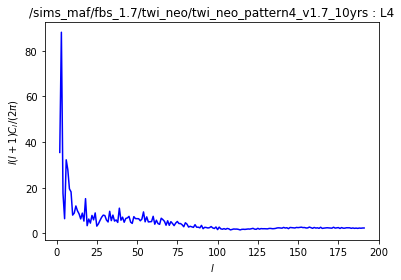 /sims_maf/fbs_1.7/twi_neo/twi_neo_pattern4_v1.7_10yrs : L4
l(l + 1)C_l/(2π)
80
60
40
20
0
0 25 50 75 100 125 150 175 200
l